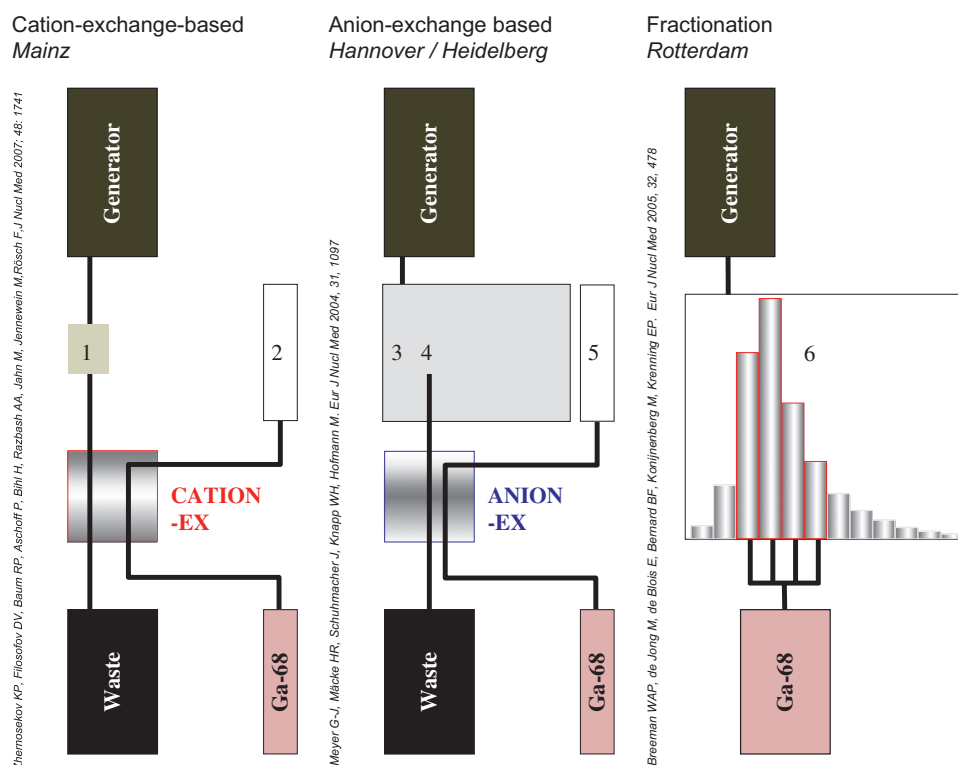 Cation-exchange-based
Mainz
Anion-exchange based
Hannover / Heidelberg
Fractionation
Rotterdam
Zhernosekov KP, Filosofov DV, Baum RP, Aschoff P, Bihl H, Razbash AA, Jahn M, Jennewein M,Rösch F,J Nucl Med 2007; 48: 1741
Generator
1
2
CATION
-EX
Waste
Ga-68
Meyer G-J, Mäcke HR, Schuhmacher J, Knapp WH, Hofmann M. Eur J Nucl Med 2004, 31, 1097
Generator
3 4
5
ANION
-EX
Waste
Ga-68
Breeman WAP, de Jong M, de Blois E, Bernard BF, Konijnenberg M, Krenning EP. Eur J Nucl Med 2005, 32, 478
Generator
6
Ga-68